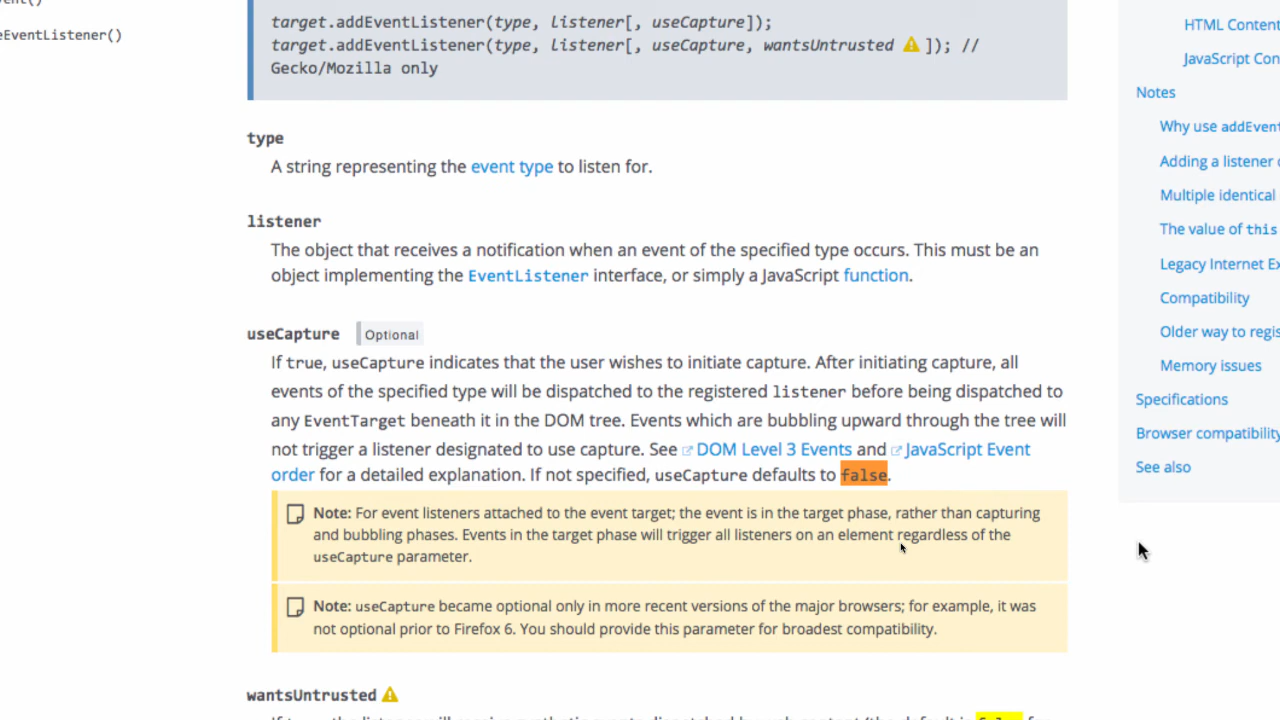 target.addEventListener(type, listener[, useCapture]);
target.addEventListener(type, listener[, useCapture, wantsUntrusted ]); //
Gecko/Mozilla only
eEventListener()
type
A string representing the event type to listen for.
listener
The object that receives a notification when an event of the specified type occurs. This must be an
object implementing the EventListener interface, or simply a JavaScript function.
useCapture Optional
If true, useCapture indicates that the user wishes to initiate capture. After initiating capture, all
events of the specified type will be dispatched to the registered listener before being dispatched to
any EventTarget beneath it in the DOM tree. Events which are bubbling upward through the tree will
not trigger a listener designated to use capture. See DOM Level 3 Events and JavaScript Event
order for a detailed explanation. If not specified, useCapture defaults to false.
Note: For event listeners attached to the event target; the event is in the target phase, rather than capturing
and bubbling phases. Events in the target phase will trigger all listeners on an element regardless of the
useCapture parameter.
Note: useCapture became optional only in more recent versions of the major browsers; for example, it was
not optional prior to Firefox 6. You should provide this parameter for broadest compatibility.
wantsUntrusted
HTML Content
JavaScript Con
Notes
Why use addEvent
Adding a listener
Multiple identical
The value of this
Legacy Internet Ex
Compatibility
Older way to regis
Memory issues
Specifications
Browser compatibility
See also